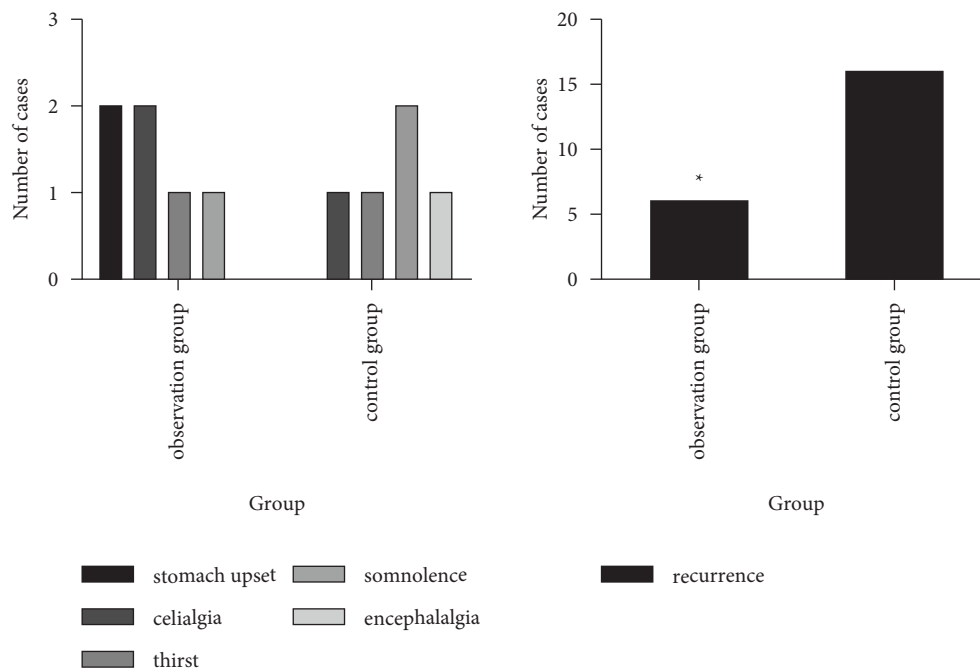 3
2
1
0
Number of cases
observation group
control group
Group
stomach upset
celialgia
thirst
somnolence
encephalalgia
20
15
10
5
0
Number of cases
*
observation group
control group
Group
recurrence